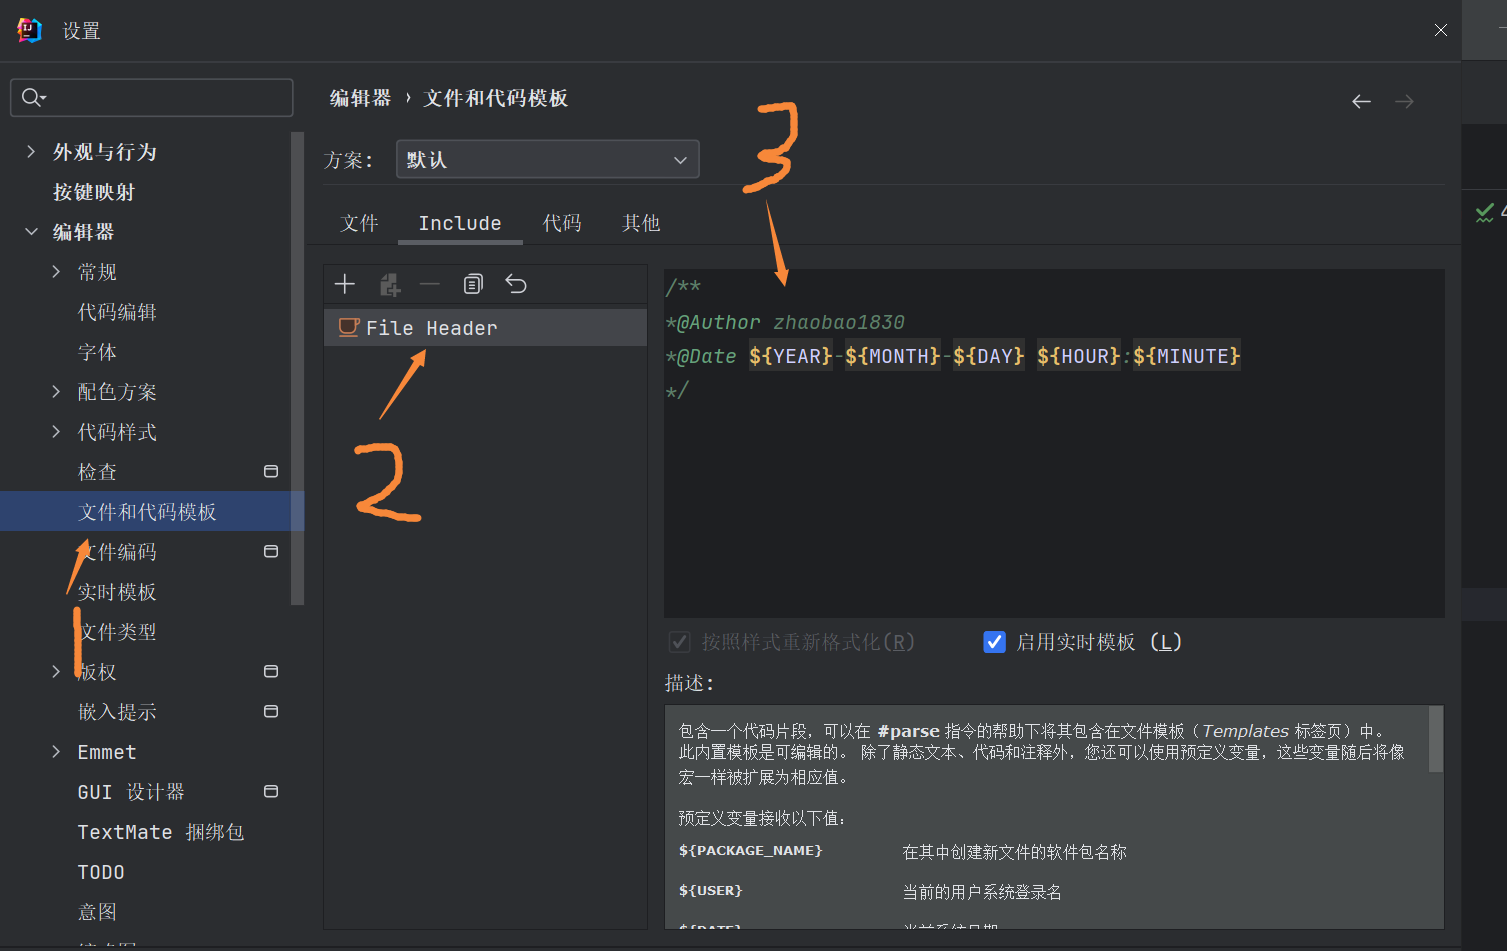 设置
编辑器 › 文件和代码模板
外观与行为
按键映射
编辑器
常规
代码编辑
字体
配色方案
代码样式
检查
文件和代码模板
文件编码
实时模板
文件类型
版权
嵌入提示
Emmet
GUI 设计器
TextMate 捆绑包
TODO
意图
方案： 默认
文件 Include 代码 其他
File Header
1
2
3
/**
*@Author zhaobao1830
*@Date ${YEAR}-${MONTH}-${DAY} ${HOUR}:${MINUTE}
*/
按照样式重新格式化(R) 启用实时模板 (L)
描述：
包含一个代码片段，可以在 #parse 指令的帮助下将其包含在文件模板（Templates 标签页）中。
此内置模板是可编辑的。 除了静态文本、代码和注释外，您还可以使用预定义变量，这些变量随后将像
宏一样被扩展为相应值。
预定义变量接收以下值：
${PACKAGE_NAME} 在其中创建新文件的软件包名称
${USER} 当前的用户系统登录名
${DATE} 当前系统日期